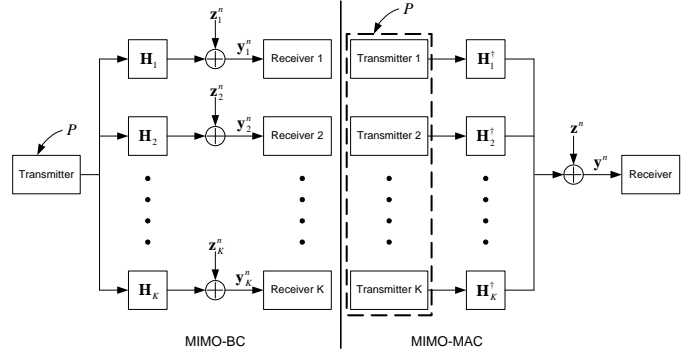 P
Transmitter
H_1
z_1^n
y_1^n
Receiver 1
H_2
z_2^n
y_2^n
Receiver 2
H_K
z_K^n
y_K^n
Receiver K
MIMO-BC
P
Transmitter 1
H_1^†
Transmitter 2
H_2^†
Transmitter K
H_K^†
z^n
y^n
Receiver
MIMO-MAC